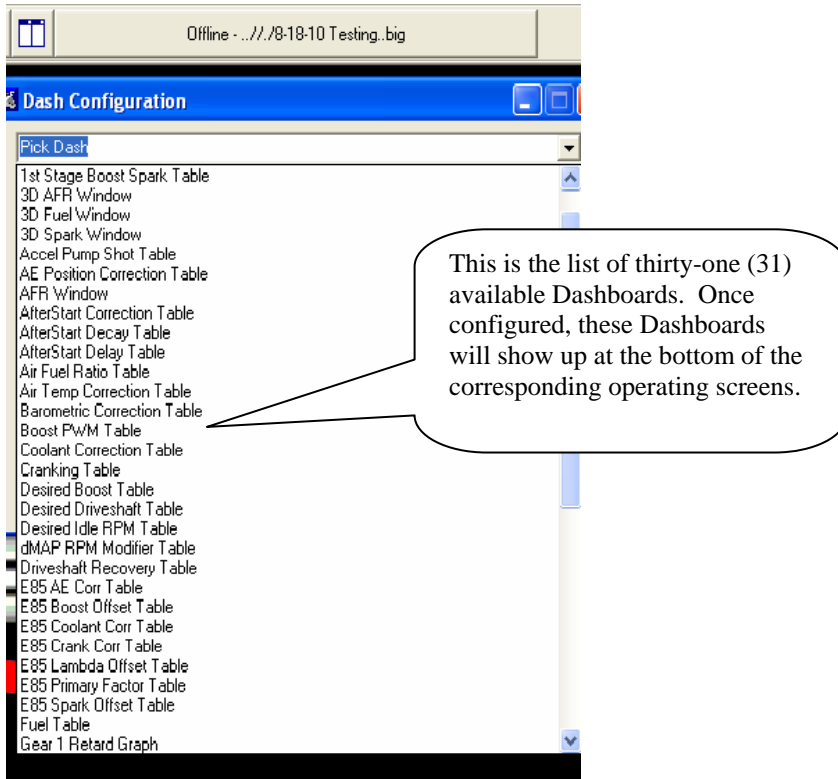 Offline - ..//./8-18-10 Testing..big
Dash Configuration
Pick Dash
1st Stage Boost Spark Table
3D AFR Window
3D Fuel Window
3D Spark Window
Accel Pump Shot Table
AE Position Correction Table
AFR Window
AfterStart Correction Table
AfterStart Decay Table
AfterStart Delay Table
Air Fuel Ratio Table
Air Temp Correction Table
Barometric Correction Table
Boost PWM Table
Coolant Correction Table
Cranking Table
Desired Boost Table
Desired Driveshaft Table
Desired Idle RPM Table
dMAP RPM Modifier Table
Driveshaft Recovery Table
E85 AE Corr Table
E85 Boost Offset Table
E85 Coolant Corr Table
E85 Crank Corr Table
E85 Lambda Offset Table
E85 Primary Factor Table
E85 Spark Offset Table
Fuel Table
Gear 1 Retard Graph
This is the list of thirty-one (31)
available Dashboards.  Once
configured, these Dashboards
will show up at the bottom of the
corresponding operating screens.